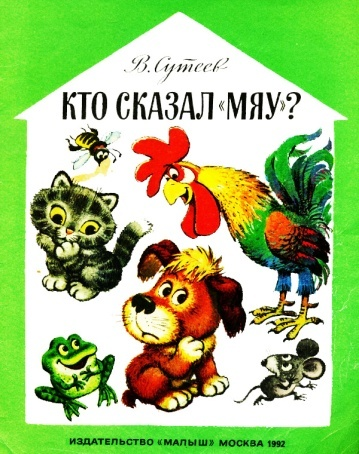 В. Сутеев
КТО СКАЗАЛ «МЯУ»?
ИЗДАТЕЛЬСТВО «МАЛЫШ» МОСКВА 1992